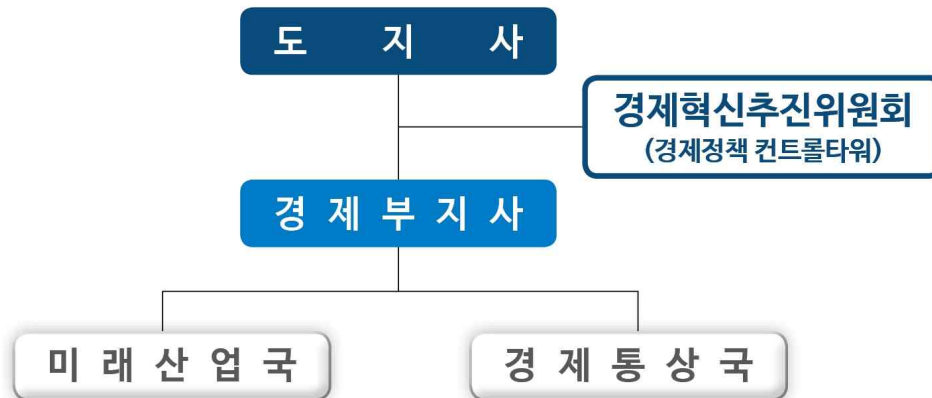 도 지 사
경제혁신추진위원회
(경제정책 컨트롤타워)
경 제 부 지 사
미 래 산 업 국
경 제 통 상 국